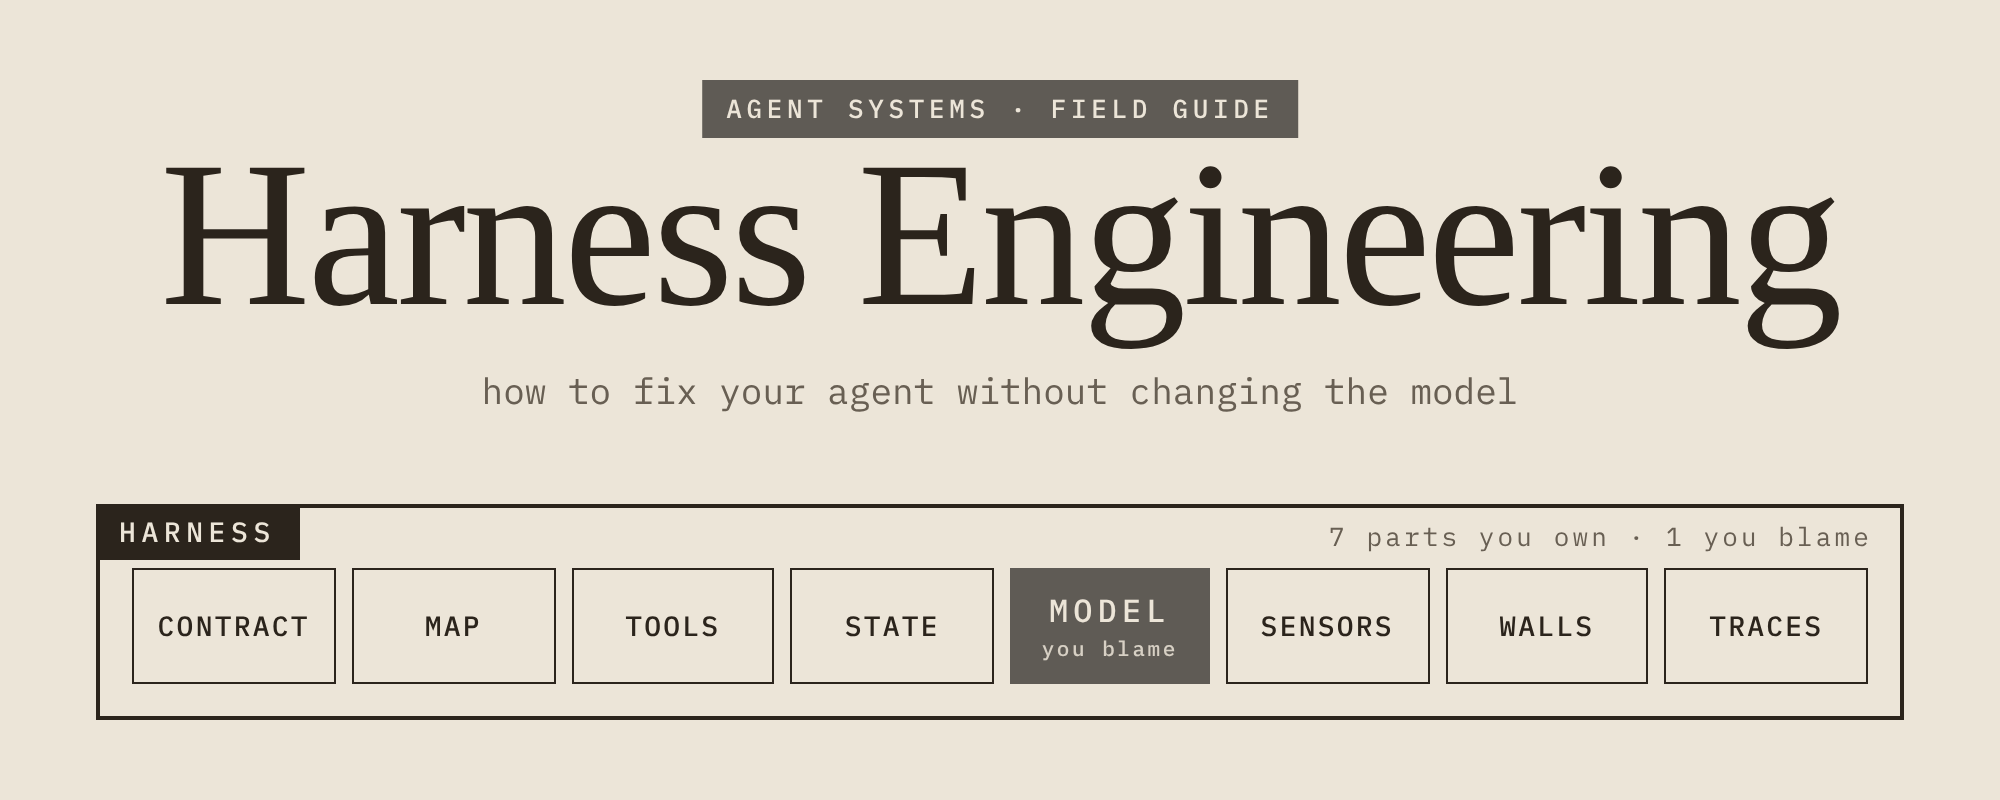 AGENT SYSTEMS · FIELD GUIDE
Harness Engineering
how to fix your agent without changing the model
HARNESS
7 parts you own · 1 you blame
CONTRACT
MAP
TOOLS
STATE
MODEL
you blame
SENSORS
WALLS
TRACES